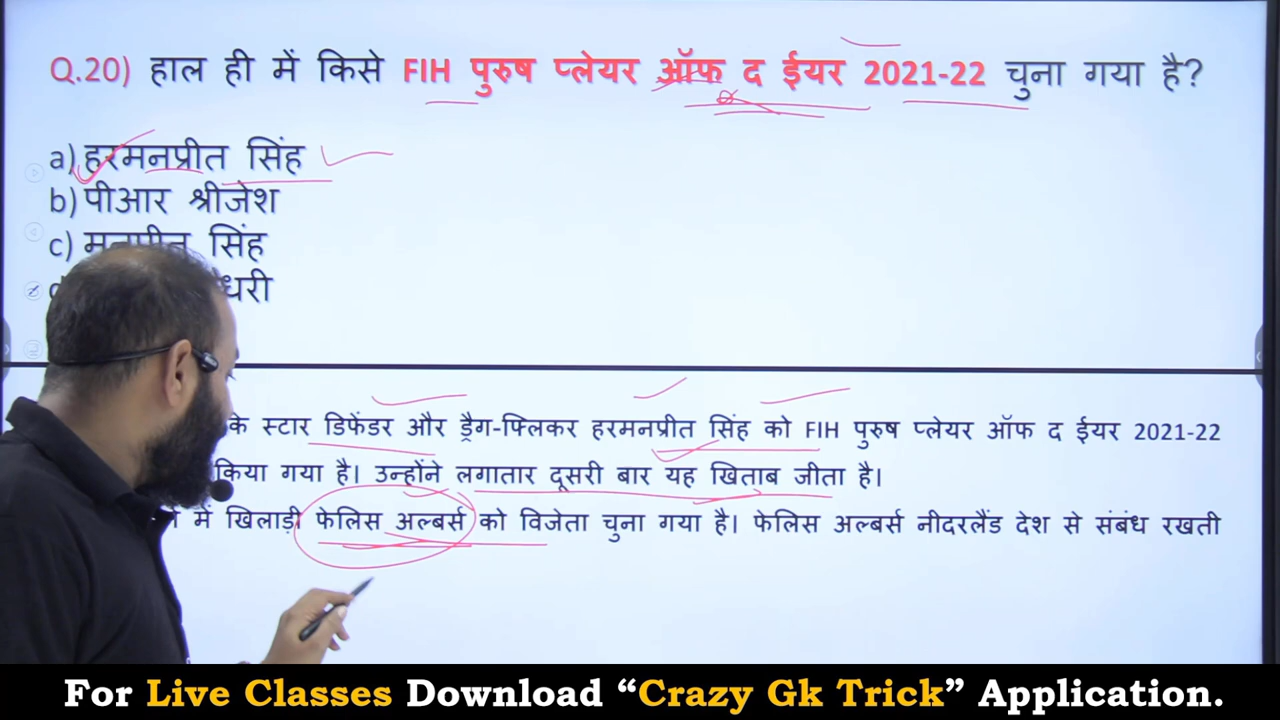 Q.20) हाल ही में किसे FIH पुरुष प्लेयर ऑफ द ईयर 2021-22 चुना गया है?
a) हरमनप्रीत सिंह
b) पीआर श्रीजेश
c) मनप्रीत सिंह
के स्टार डिफेंडर और ड्रैग-फ्लिकर हरमनप्रीत सिंह को FIH पुरुष प्लेयर ऑफ द ईयर 2021-22
किया गया है। उन्होंने लगातार दूसरी बार यह खिताब जीता है।
में खिलाड़ी फेलिस अल्बर्स को विजेता चुना गया है। फेलिस अल्बर्स नीदरलैंड देश से संबंध रखती
For Live Classes Download “Crazy Gk Trick” Application.